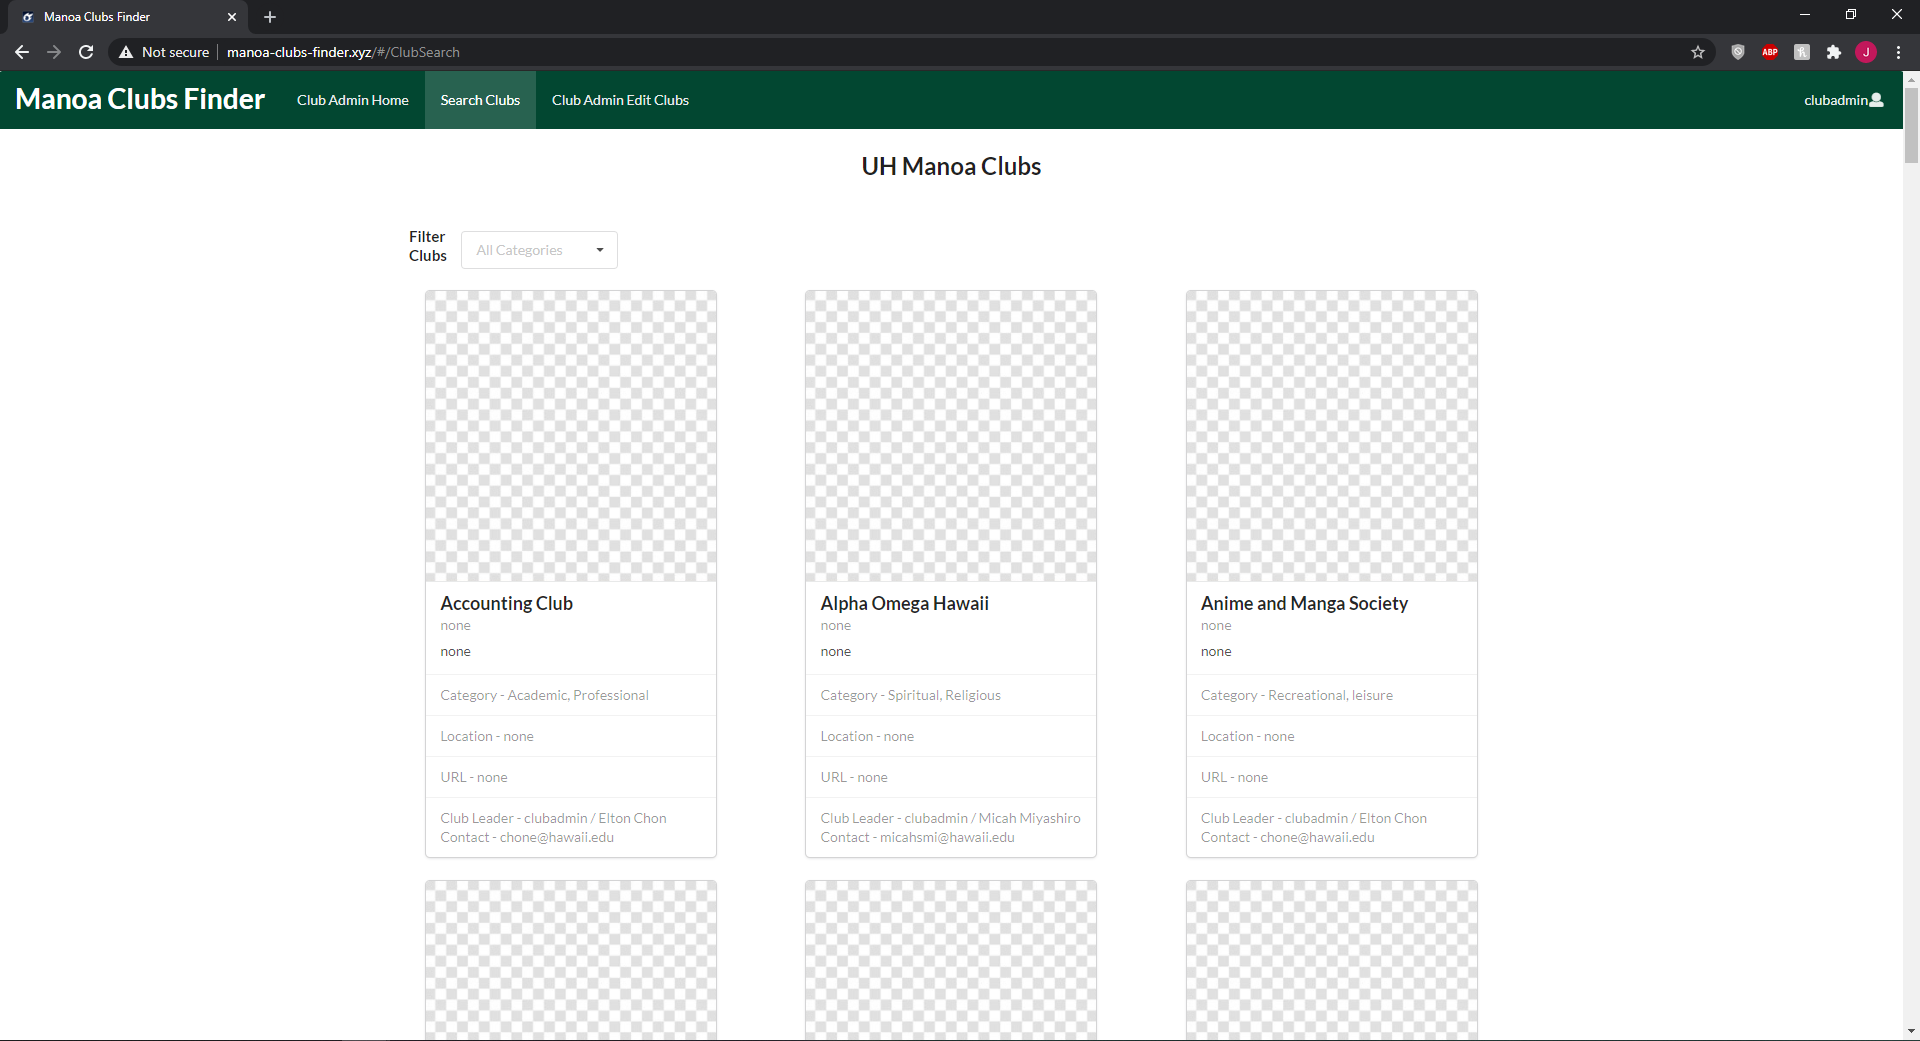 Manoa Clubs Finder
Not secure manoa-clubs-finder.xyz/#/ClubSearch ABP J
Manoa Clubs Finder Club Admin Home Search Clubs Club Admin Edit Clubs clubadmin
UH Manoa Clubs
Filter
Clubs
All Categories
Accounting Club
none
none
Category - Academic, Professional
Location - none
URL - none
Club Leader - clubadmin / Elton Chon
Contact - chone@hawaii.edu
Alpha Omega Hawaii
none
none
Category - Spiritual, Religious
Location - none
URL - none
Club Leader - clubadmin / Micah Miyashiro
Contact - micahsmi@hawaii.edu
Anime and Manga Society
none
none
Category - Recreational, leisure
Location - none
URL - none
Club Leader - clubadmin / Elton Chon
Contact - chone@hawaii.edu